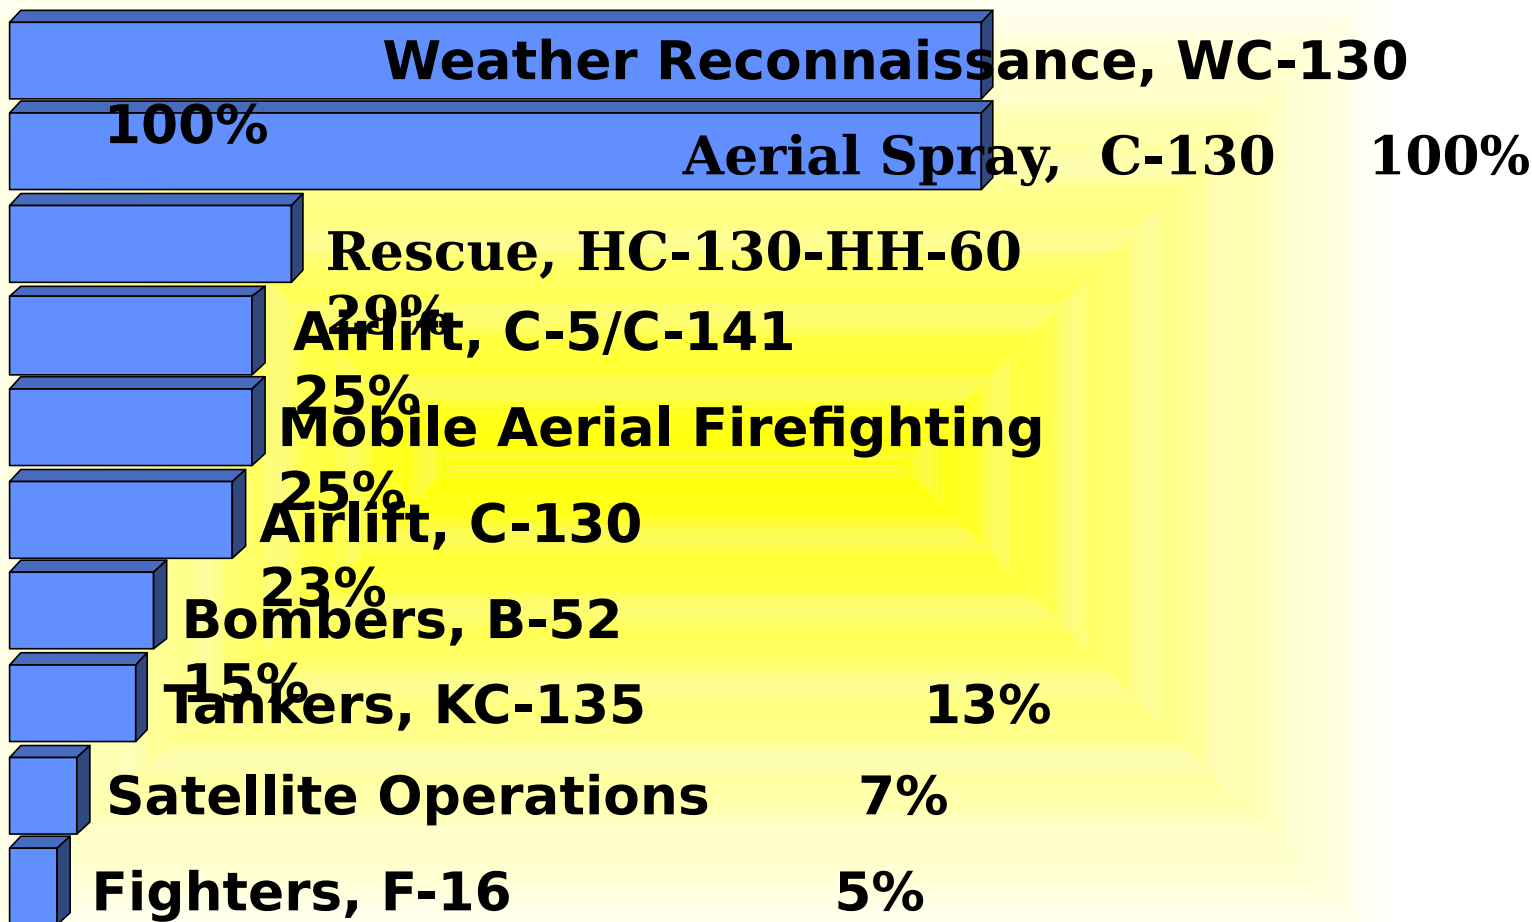 Weather Reconnaissance, WC-130
100%
Aerial Spray,  C-130 100%
Rescue, HC-130-HH-60
29%
Airlift, C-5/C-141
25%
Mobile Aerial Firefighting
25%
Airlift, C-130
23%
Bombers, B-52
15%
Tankers, KC-135 13%
Satellite Operations 7%
Fighters, F-16 5%